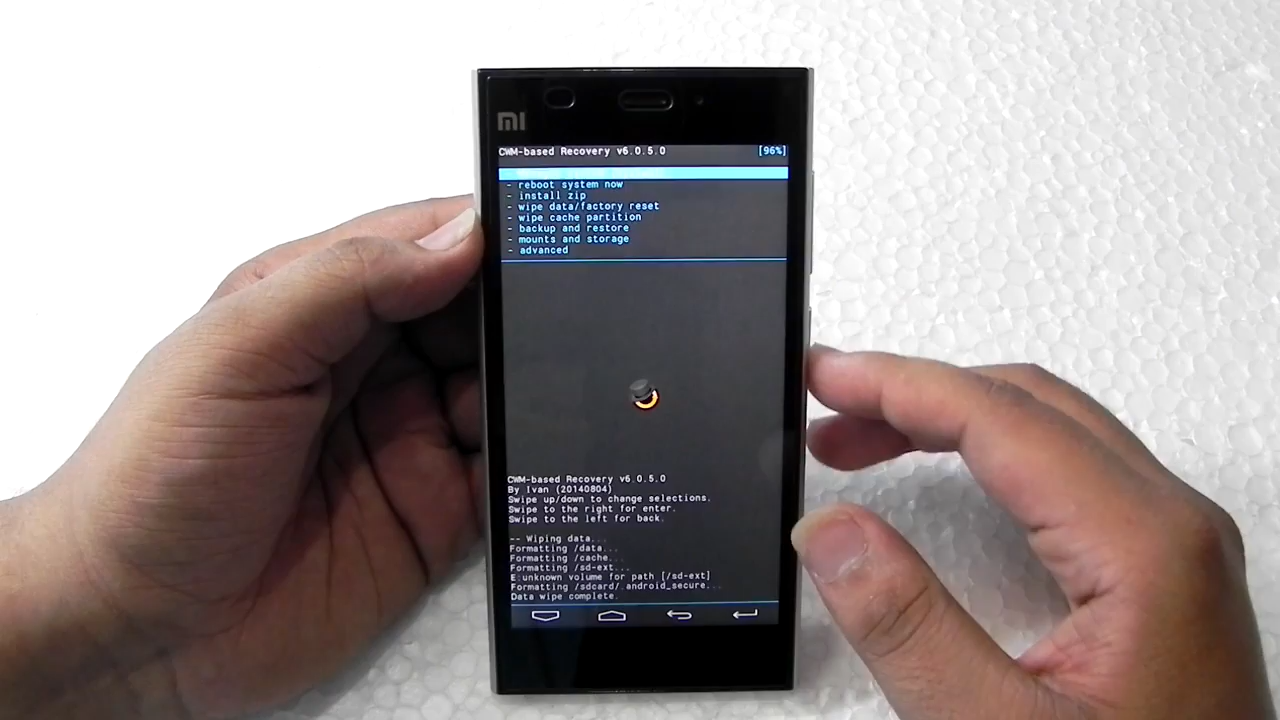 mi
CWM-based Recovery v6.0.5.0 [96%]
- reboot system now
- install zip
- wipe data/factory reset
- wipe cache partition
- backup and restore
- mounts and storage
- advanced
CWM-based Recovery v6.0.5.0
By Ivan (20140804)
Swipe up/down to change selections.
Swipe to the right for enter.
Swipe to the left for back.
-- Wiping data...
Formatting /data...
Formatting /cache...
Formatting /sd-ext...
E:unknown volume for path [/sd-ext]
Formatting /sdcard/.android_secure...
Data wipe complete.